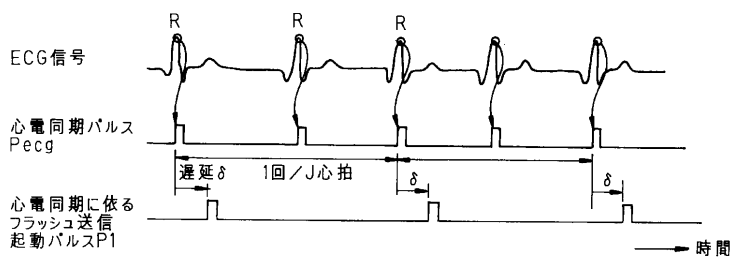 R
R
R
ECG信号
心電同期パルス
Pecg
遅延δ
1回/J心拍
δ
δ
心電同期に依る
フラッシュ送信
起動パルスP1
時間